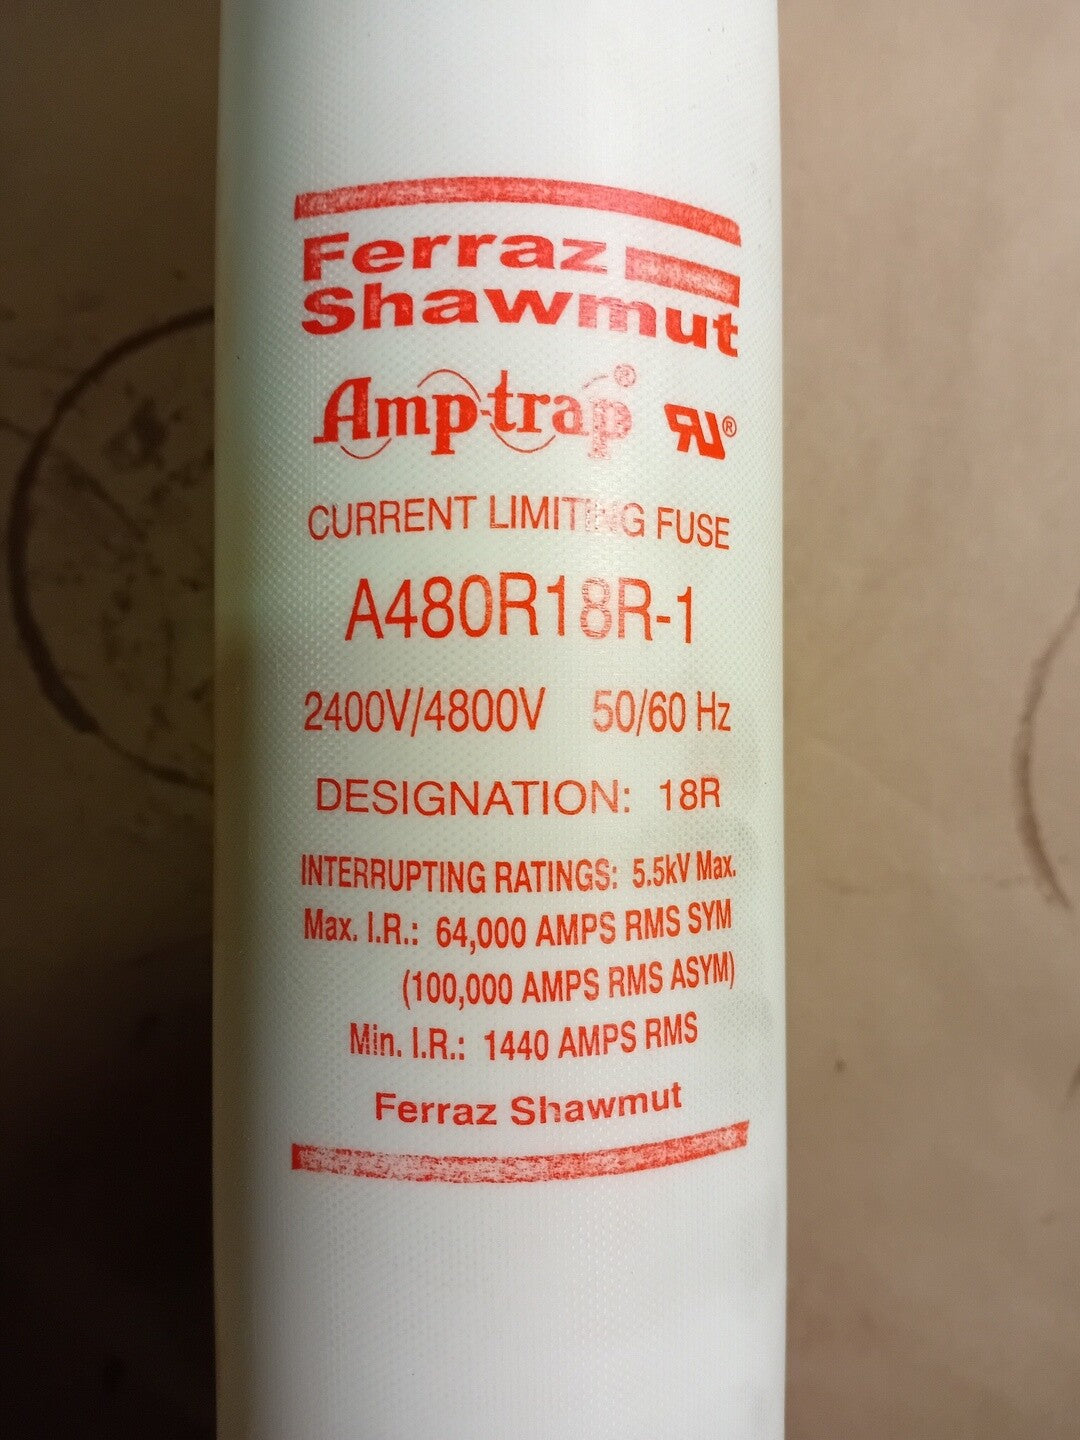 Ferraz
Shawmut
Amp-trap® RU®
CURRENT LIMITING FUSE
A480R18R-1
2400V/4800V 50/60 Hz
DESIGNATION: 18R
INTERRUPTING RATINGS: 5.5kV Max.
Max. I.R.: 64,000 AMPS RMS SYM
(100,000 AMPS RMS ASYM)
Min. I.R.: 1440 AMPS RMS
Ferraz Shawmut